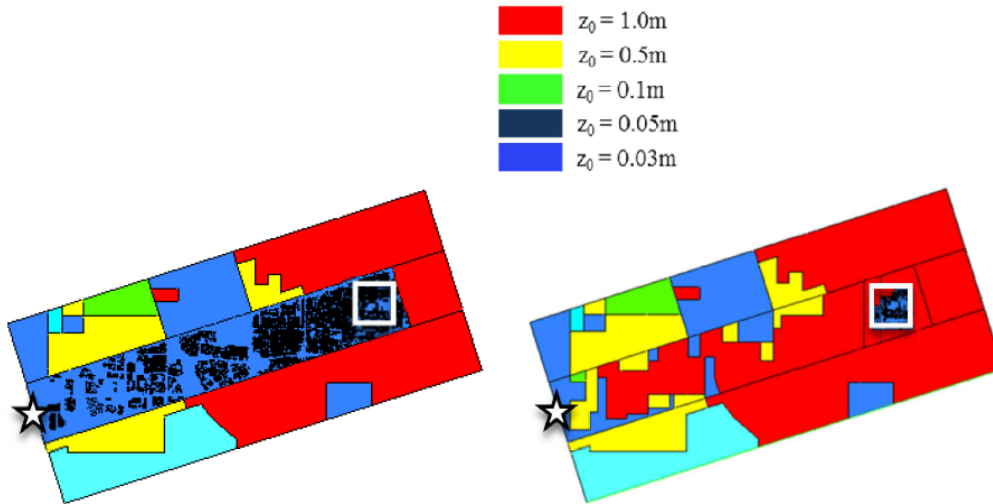 z₀ = 1.0m
z₀ = 0.5m
z₀ = 0.1m
z₀ = 0.05m
z₀ = 0.03m